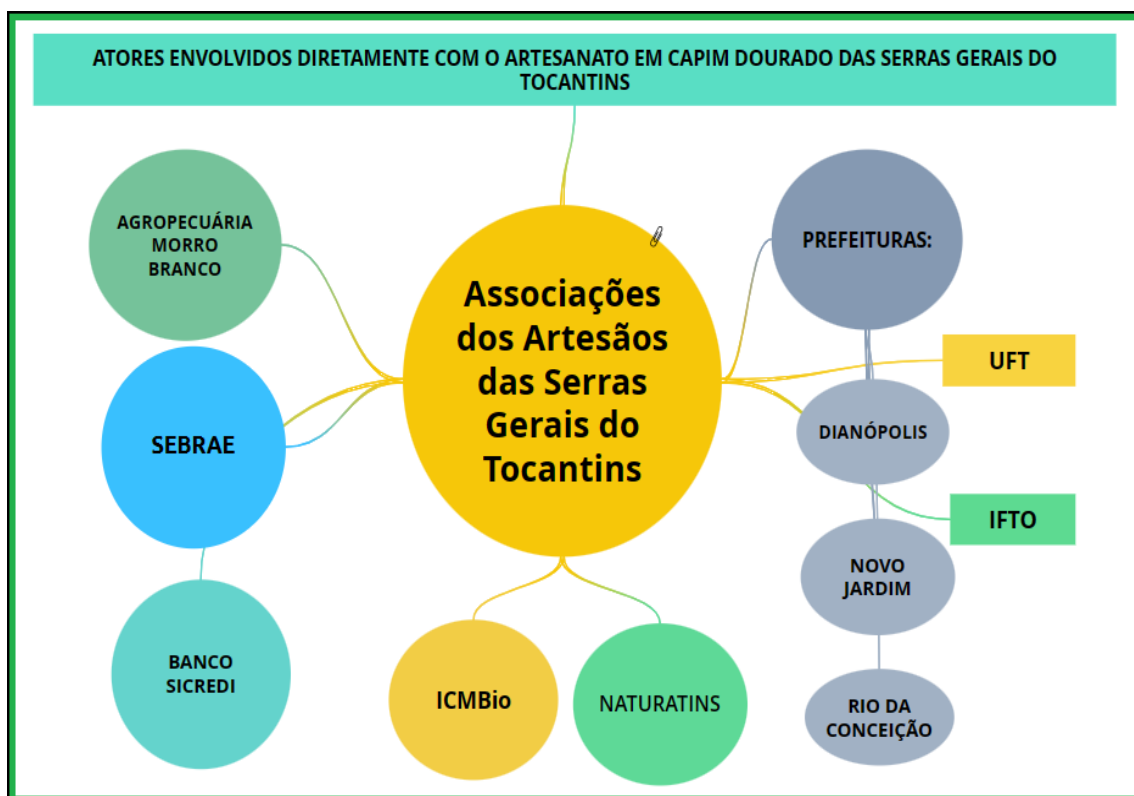 ATORES ENVOLVIDOS DIRETAMENTE COM O ARTESANATO EM CAPIM DOURADO DAS SERRAS GERAIS DO
TOCANTINS
AGROPECUÁRIA
MORRO
BRANCO
SEBRAE
BANCO
SICREDI
Associações
dos Artesãos
das Serras
Gerais do
Tocantins
ICMBio
NATURATINS
PREFEITURAS:
DIANÓPOLIS
NOVO
JARDIM
RIO DA
CONCEIÇÃO
UFT
IFTO